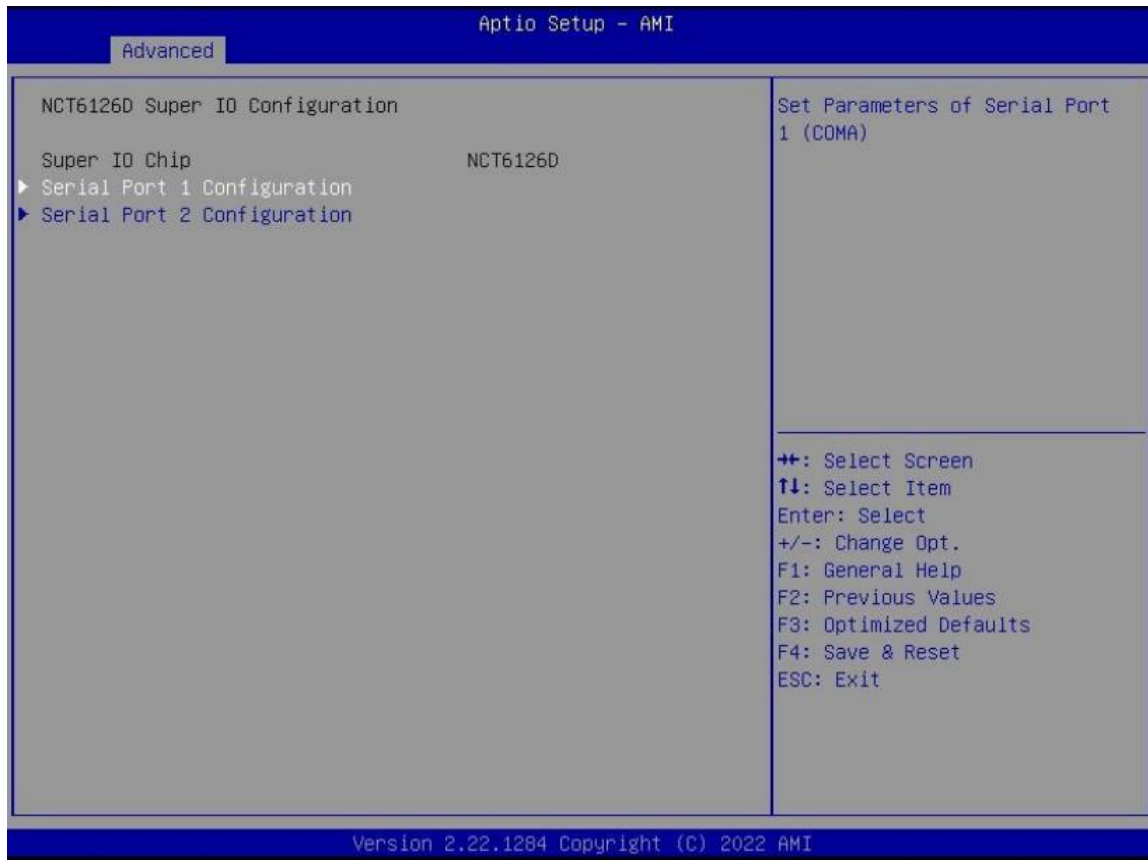 Aptio Setup - AMI
Advanced
NCT6126D Super IO Configuration
Super IO Chip NCT6126D
Serial Port 1 Configuration
Serial Port 2 Configuration
Set Parameters of Serial Port
1 (COMA)
→←: Select Screen
↑↓: Select Item
Enter: Select
+/-: Change Opt.
F1: General Help
F2: Previous Values
F3: Optimized Defaults
F4: Save & Reset
ESC: Exit
Version 2.22.1284 Copyright (C) 2022 AMI